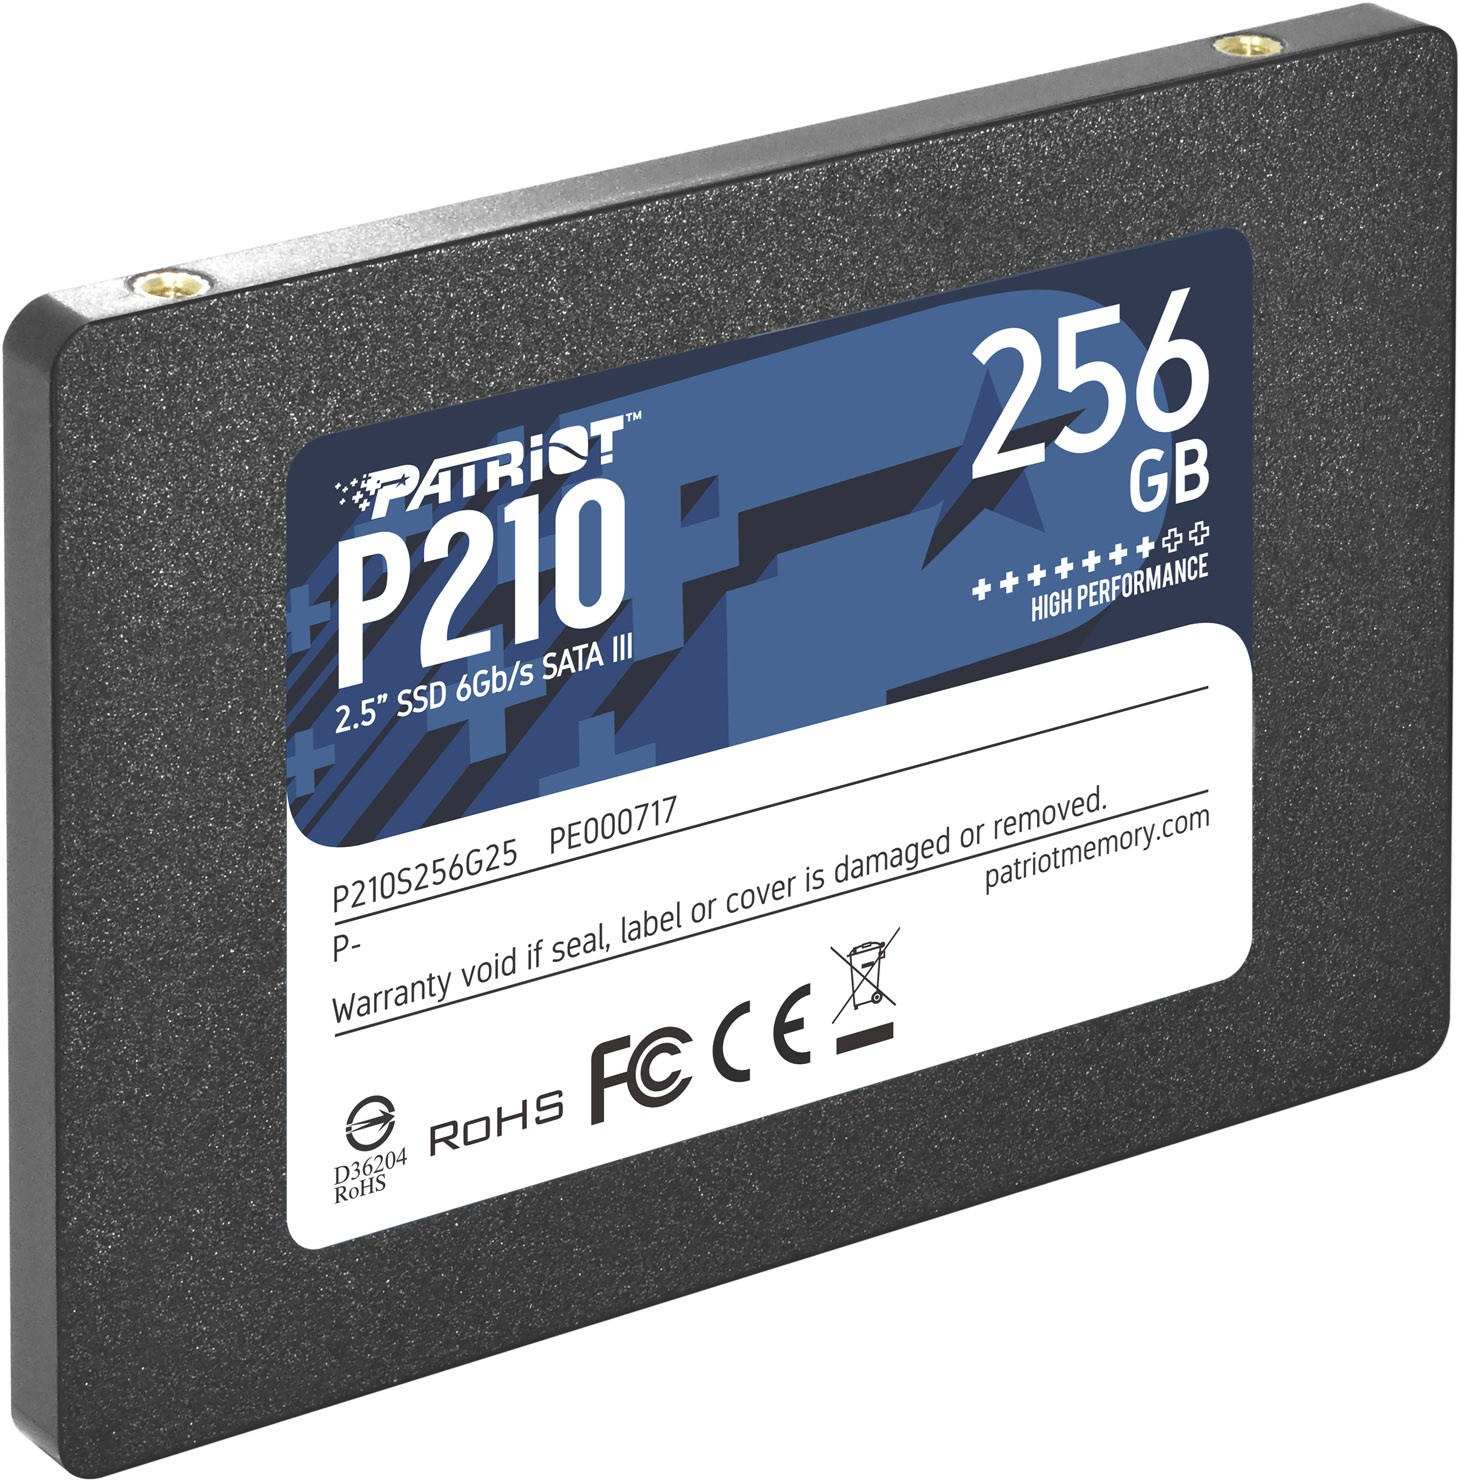 PATRIOT™
P210
2.5” SSD 6Gb/s SATA III
256
GB
HIGH PERFORMANCE
P210S256G25 PE000717
P-
Warranty void if seal, label or cover is damaged or removed.
patriotmemory.com
D36204
RoHS
RoHS
FC CE